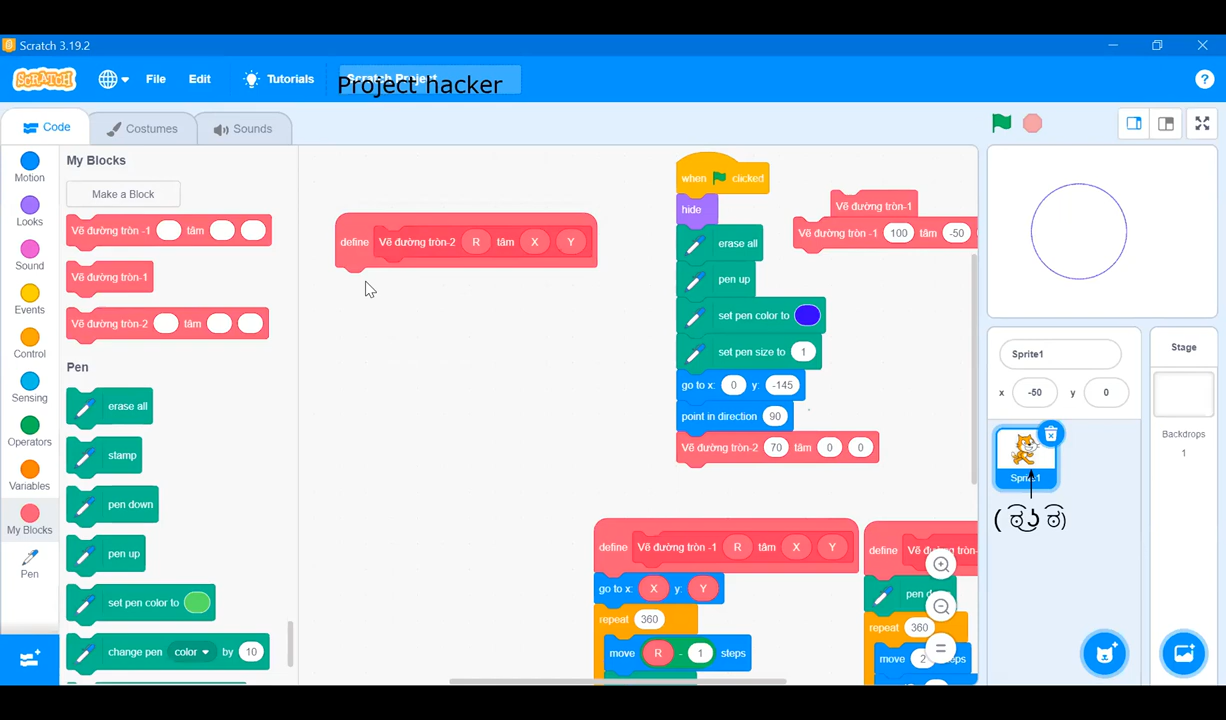 Scratch 3.19.2
SCRATCH File Edit Tutorials Project hacker
Code Costumes Sounds
Motion
Looks
Sound
Events
Control
Sensing
Operators
Variables
My Blocks
Pen
My Blocks
Make a Block
Vẽ đường tròn -1 tâm
Vẽ đường tròn-1
Vẽ đường tròn-2 tâm
Pen
erase all
stamp
pen down
pen up
set pen color to
change pen color by 10
define Vẽ đường tròn-2 R tâm X Y
when clicked
hide
erase all
pen up
set pen color to
set pen size to 1
go to x: 0 y: -145
point in direction 90
Vẽ đường tròn-2 70 tâm 0 0
Vẽ đường tròn-1
Vẽ đường tròn -1 100 tâm -50
define Vẽ đường tròn -1 R tâm X Y
go to x: X y: Y
repeat 360
move R - 1 steps
define
repeat 360
move 2
Sprite1
x -50 y 0
Sprite1
( ͡ಠ ʖ̯ ͡ಠ)
Stage
Backdrops
1